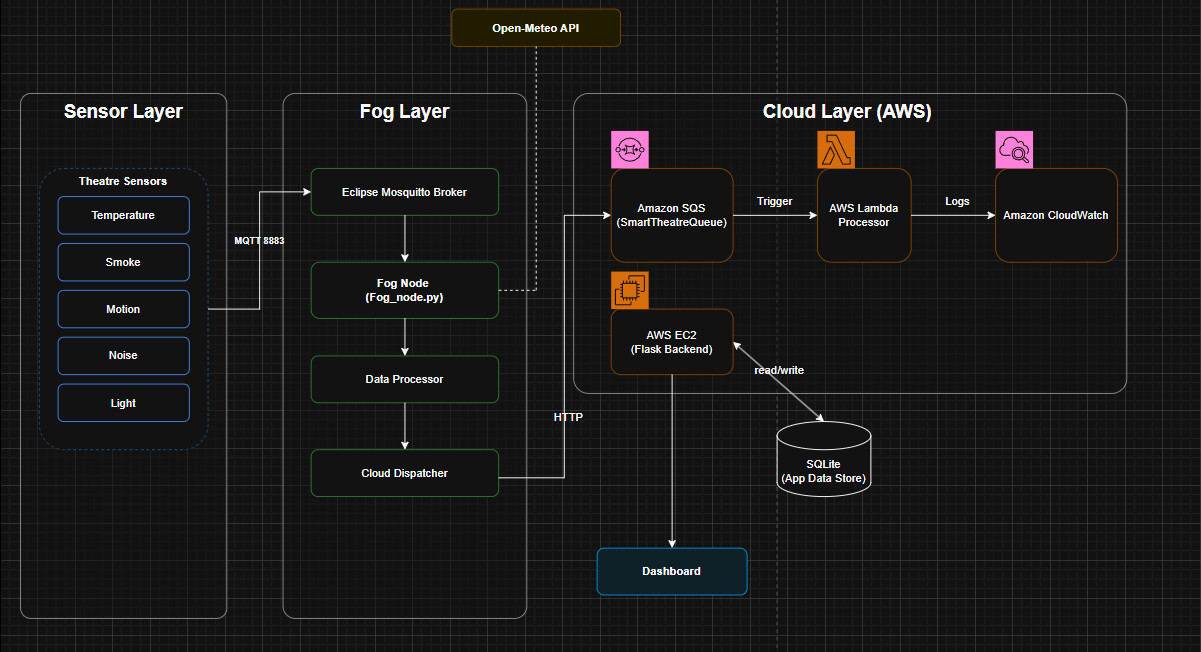 Open-Meteo API
Sensor Layer
Theatre Sensors
Temperature
Smoke
Motion
Noise
Light
MQTT 8883
Fog Layer
Eclipse Mosquitto Broker
Fog Node
(Fog_node.py)
Data Processor
Cloud Dispatcher
HTTP
Cloud Layer (AWS)
Amazon SQS
(SmartTheatreQueue)
Trigger
AWS Lambda
Processor
Logs
Amazon CloudWatch
AWS EC2
(Flask Backend)
read/write
SQLite
(App Data Store)
Dashboard